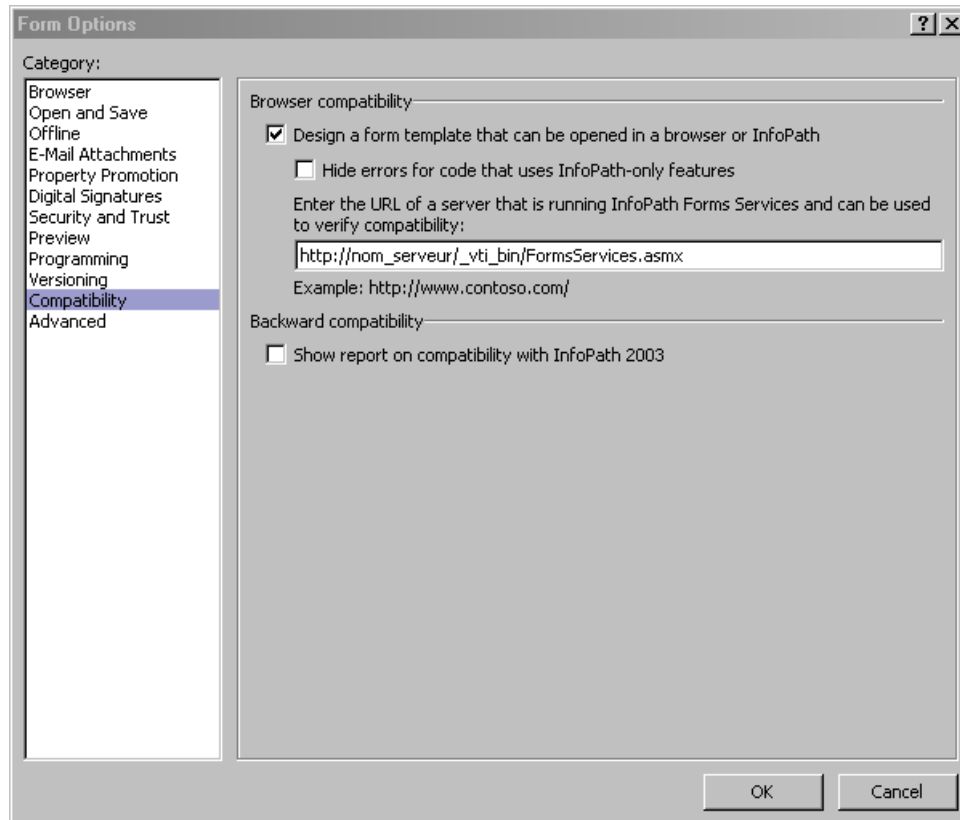 Form Options
Category:
Browser
Open and Save
Offline
E-Mail Attachments
Property Promotion
Digital Signatures
Security and Trust
Preview
Programming
Versioning
Compatibility
Advanced
Browser compatibility
Design a form template that can be opened in a browser or InfoPath
Hide errors for code that uses InfoPath-only features
Enter the URL of a server that is running InfoPath Forms Services and can be used
to verify compatibility:
http://nom_serveur/_vti_bin/FormsServices.asmx
Example: http://www.contoso.com/
Backward compatibility
Show report on compatibility with InfoPath 2003
OK
Cancel